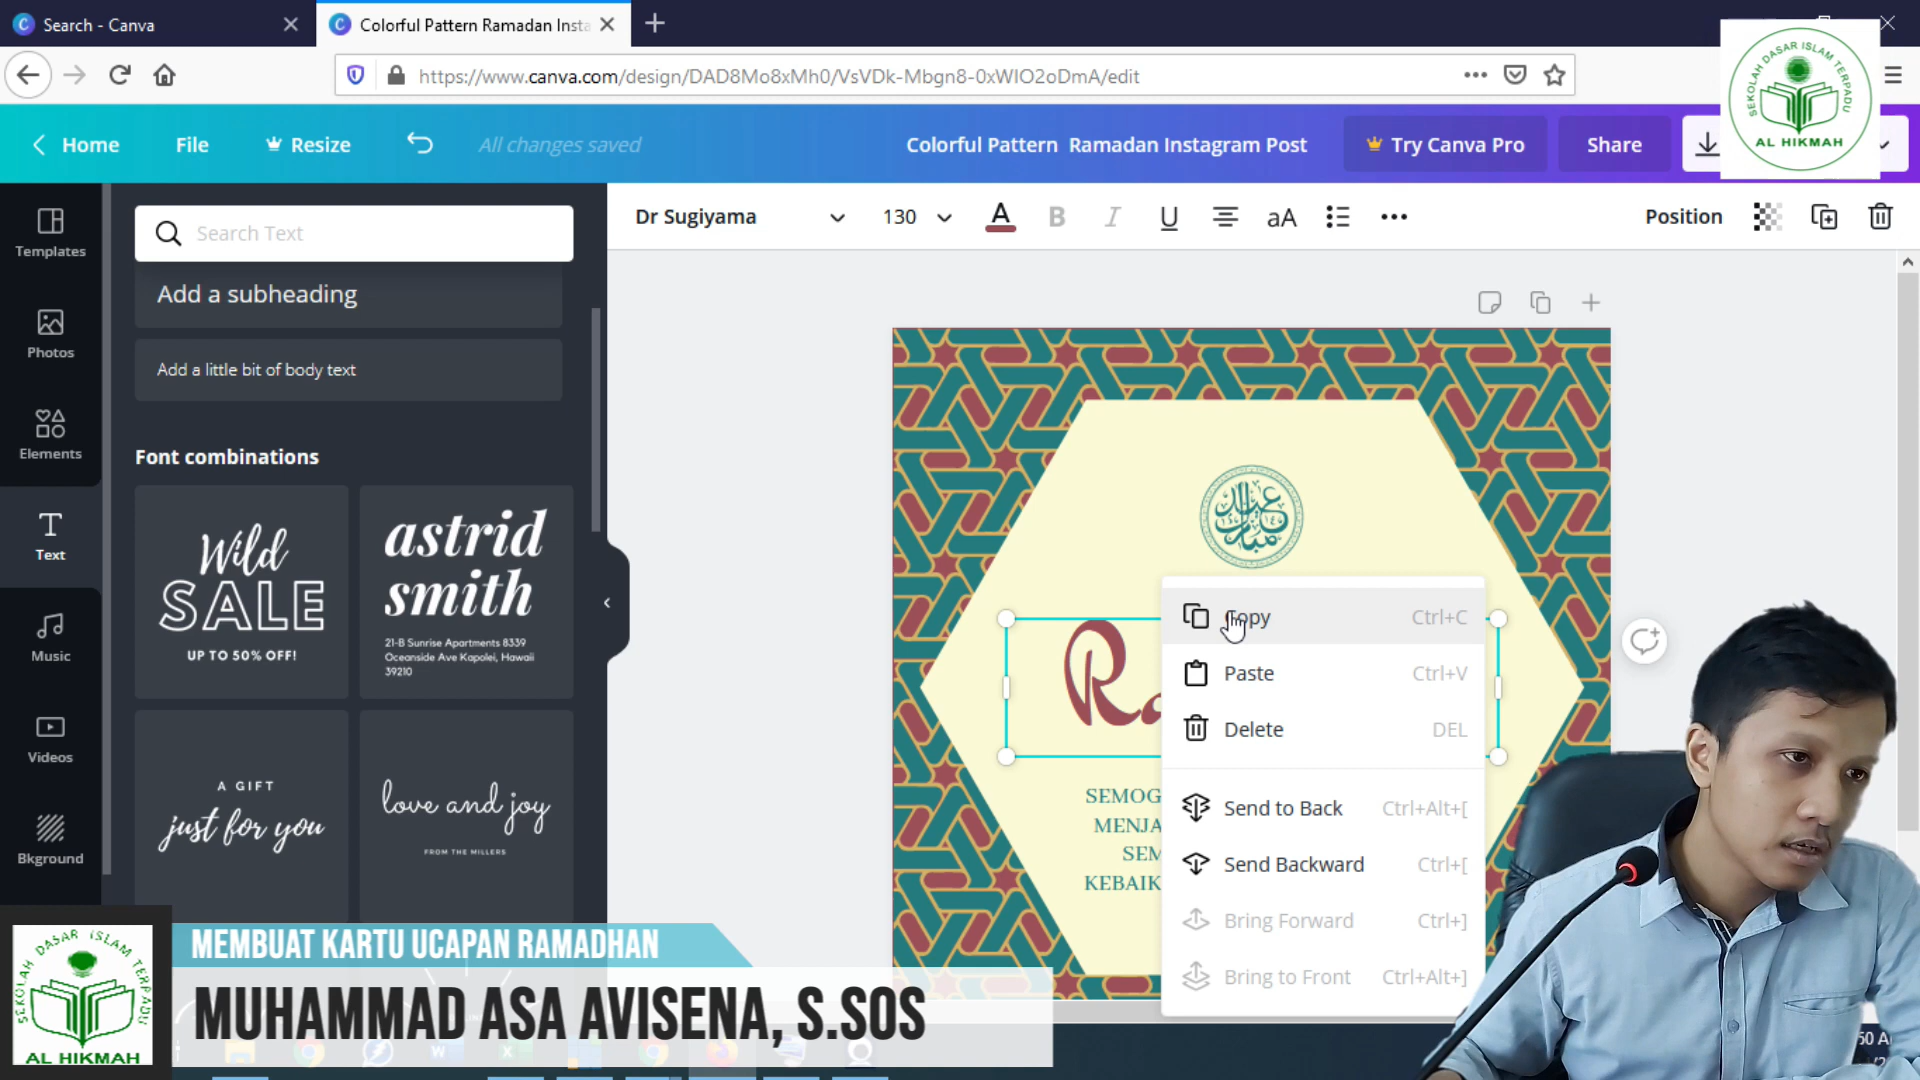 Search - Canva
Colorful Pattern Ramadan Insta
https://www.canva.com/design/DAD8Mo8xMh0/VsVDk-Mbgn8-0xWIO2oDmA/edit
SEKOLAH DASAR ISLAM TERPADU
AL HIKMAH
Home
File
Resize
All changes saved
Colorful Pattern Ramadan Instagram Post
Try Canva Pro
Share
Templates
Photos
Elements
Text
Music
Videos
Bkground
Search Text
Add a subheading
Add a little bit of body text
Font combinations
Wild
SALE
UP TO 50% OFF!
astrid
smith
21-B Sunrise Apartments 8339
Oceanside Ave Kapolei, Hawaii
39210
A GIFT
just for you
love and joy
FROM THE MILLERS
Dr Sugiyama
130
A
B
I
U
aA
Position
عيد
مبارك
Ra
SEMOG
MENJA
SEM
KEBAIK
Copy Ctrl+C
Paste Ctrl+V
Delete DEL
Send to Back Ctrl+Alt+[
Send Backward Ctrl+[
Bring Forward Ctrl+]
Bring to Front Ctrl+Alt+]
SEKOLAH DASAR ISLAM TERPADU
AL HIKMAH
MEMBUAT KARTU UCAPAN RAMADHAN
MUHAMMAD ASA AVISENA, S.SOS